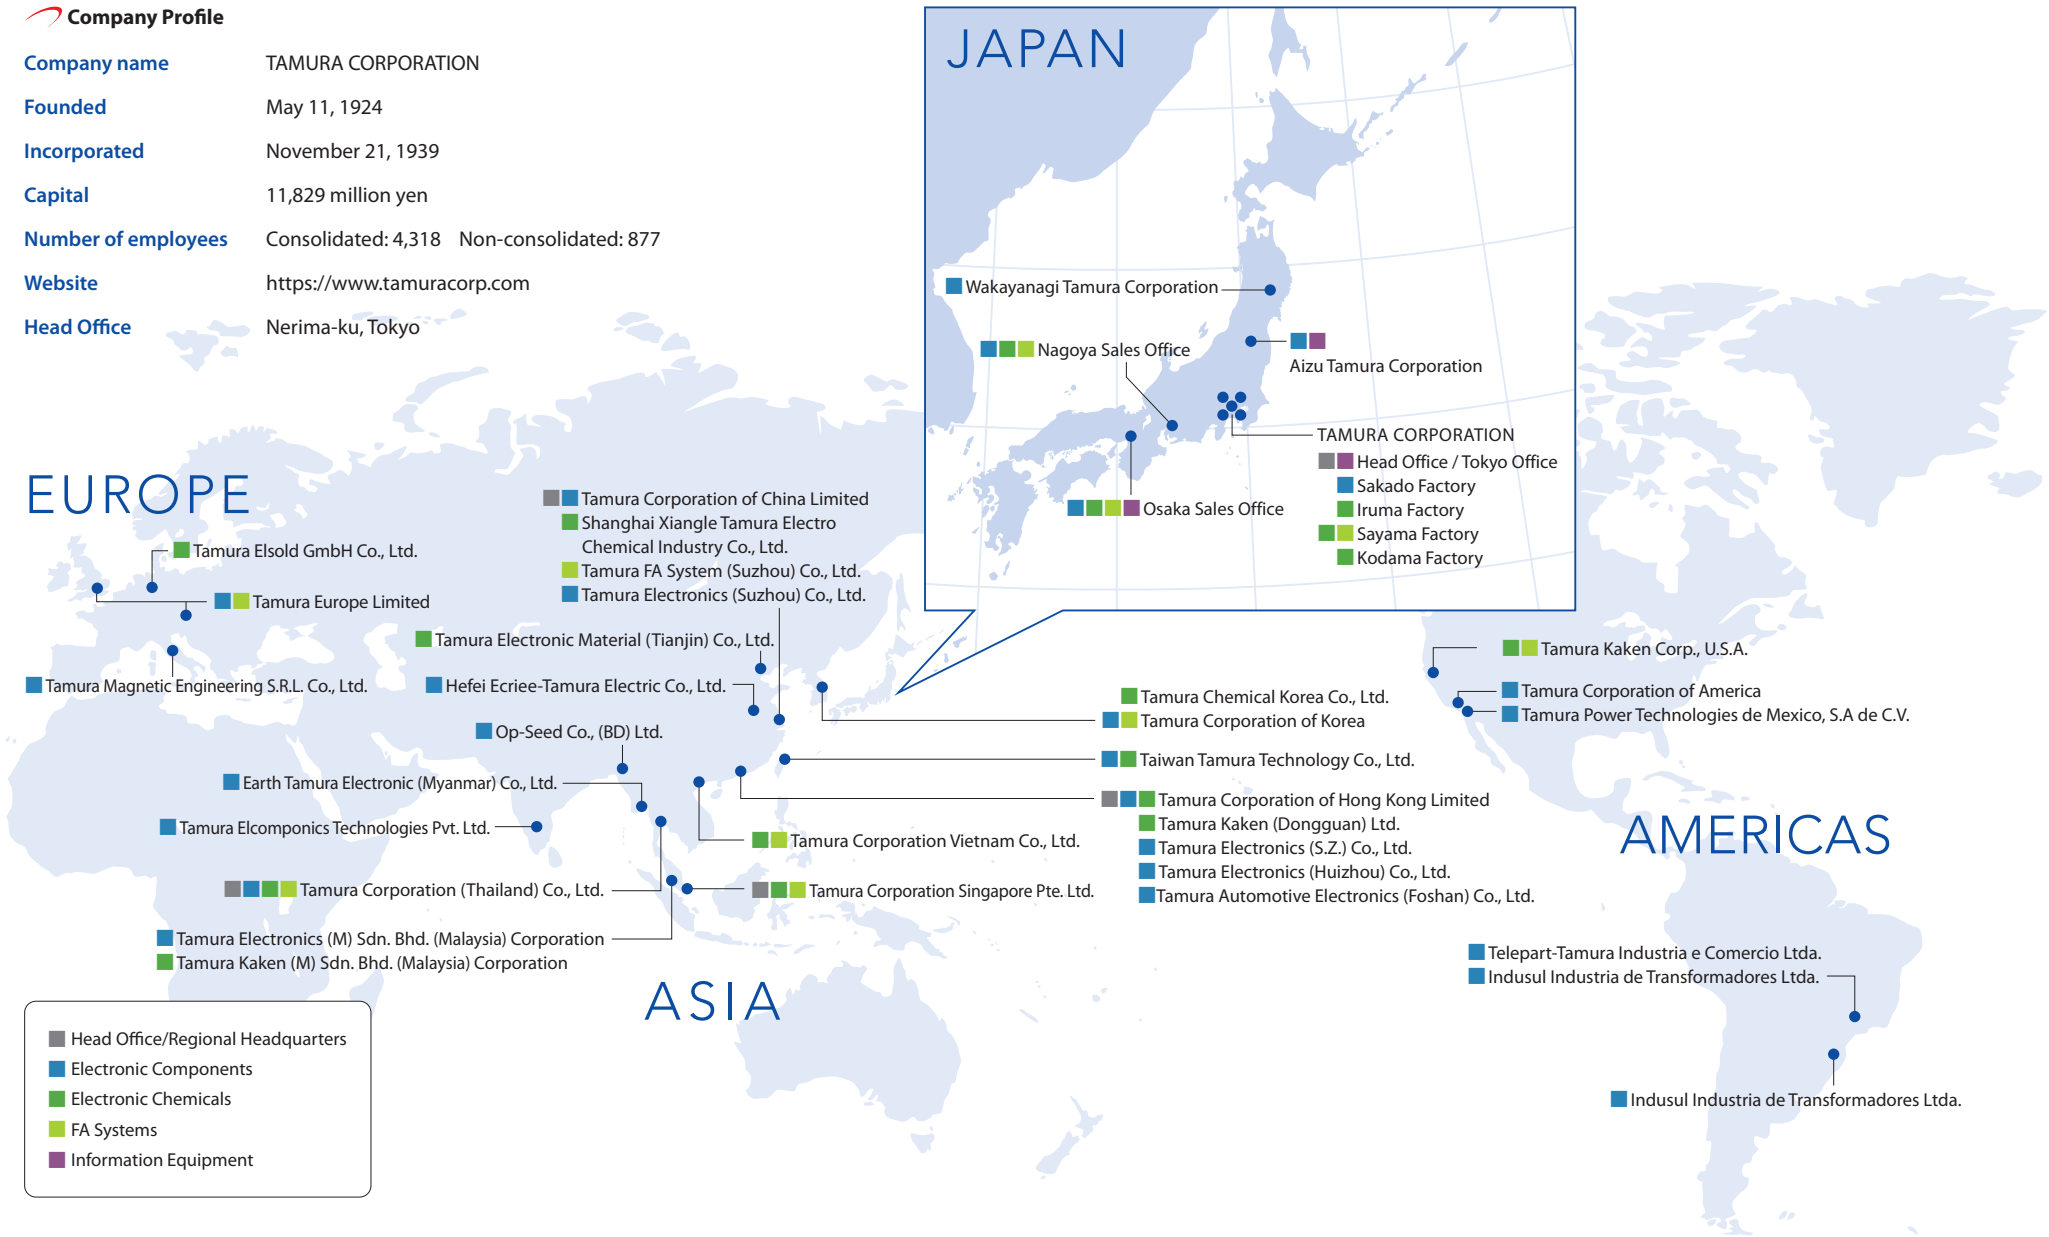 Company Profile
Company name TAMURA CORPORATION
Founded May 11, 1924
Incorporated November 21, 1939
Capital 11,829 million yen
Number of employees Consolidated: 4,318 Non-consolidated: 877
Website https://www.tamuracorp.com
Head Office Nerima-ku, Tokyo
JAPAN
Wakayanagi Tamura Corporation
Nagoya Sales Office
Aizu Tamura Corporation
TAMURA CORPORATION
Head Office / Tokyo Office
Sakado Factory
Iruma Factory
Sayama Factory
Kodama Factory
Osaka Sales Office
EUROPE
Tamura Elsold GmbH Co., Ltd.
Tamura Europe Limited
Tamura Magnetic Engineering S.R.L. Co., Ltd.
Tamura Corporation of China Limited
Shanghai Xiangle Tamura Electro
Chemical Industry Co., Ltd.
Tamura FA System (Suzhou) Co., Ltd.
Tamura Electronics (Suzhou) Co., Ltd.
Tamura Electronic Material (Tianjin) Co., Ltd.
Hefei Ecriee-Tamura Electric Co., Ltd.
Op-Seed Co., (BD) Ltd.
Earth Tamura Electronic (Myanmar) Co., Ltd.
Tamura Elcomponics Technologies Pvt. Ltd.
Tamura Corporation (Thailand) Co., Ltd.
Tamura Electronics (M) Sdn. Bhd. (Malaysia) Corporation
Tamura Kaken (M) Sdn. Bhd. (Malaysia) Corporation
Tamura Corporation Vietnam Co., Ltd.
Tamura Corporation Singapore Pte. Ltd.
ASIA
Tamura Chemical Korea Co., Ltd.
Tamura Corporation of Korea
Taiwan Tamura Technology Co., Ltd.
Tamura Corporation of Hong Kong Limited
Tamura Kaken (Dongguan) Ltd.
Tamura Electronics (S.Z.) Co., Ltd.
Tamura Electronics (Huizhou) Co., Ltd.
Tamura Automotive Electronics (Foshan) Co., Ltd.
Tamura Kaken Corp., U.S.A.
Tamura Corporation of America
Tamura Power Technologies de Mexico, S.A de C.V.
AMERICAS
Telepart-Tamura Industria e Comercio Ltda.
Indusul Industria de Transformadores Ltda.
Indusul Industria de Transformadores Ltda.
Head Office/Regional Headquarters
Electronic Components
Electronic Chemicals
FA Systems
Information Equipment